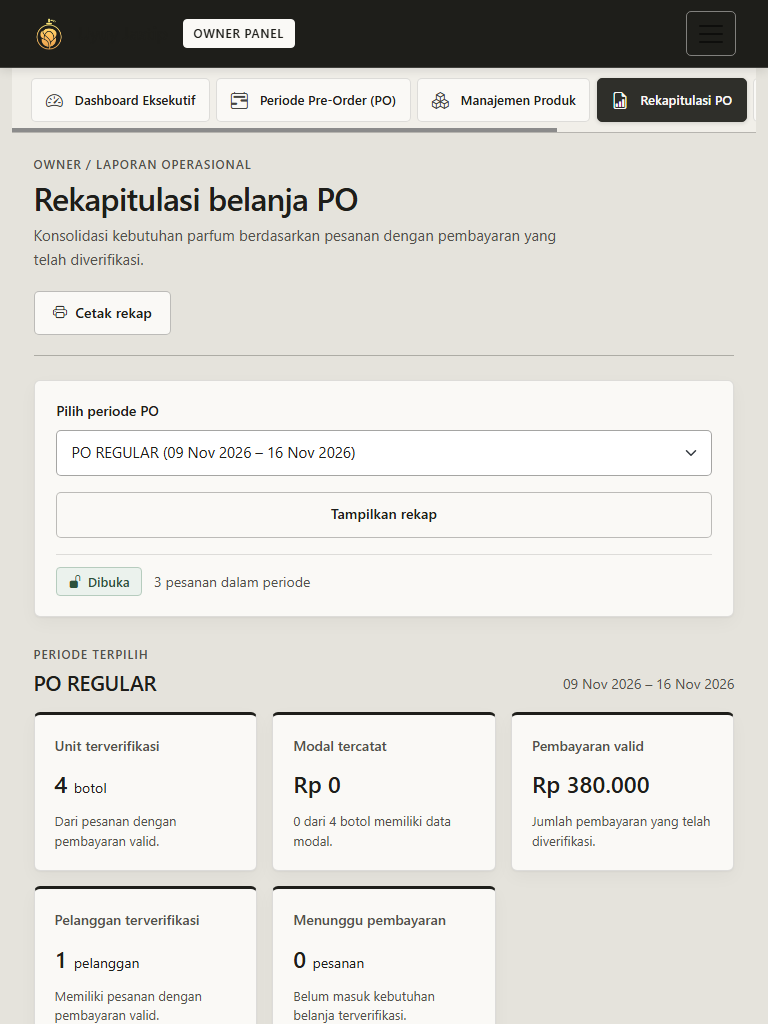 OWNER PANEL
Dashboard Eksekutif
Periode Pre-Order (PO)
Manajemen Produk
Rekapitulasi PO
OWNER / LAPORAN OPERASIONAL
Rekapitulasi belanja PO
Konsolidasi kebutuhan parfum berdasarkan pesanan dengan pembayaran yang
telah diverifikasi.
Cetak rekap
Pilih periode PO
PO REGULAR (09 Nov 2026 – 16 Nov 2026)
Tampilkan rekap
Dibuka
3 pesanan dalam periode
PERIODE TERPILIH
PO REGULAR
09 Nov 2026 – 16 Nov 2026
Unit terverifikasi
4 botol
Dari pesanan dengan
pembayaran valid.
Modal tercatat
Rp 0
0 dari 4 botol memiliki data
modal.
Pembayaran valid
Rp 380.000
Jumlah pembayaran yang telah
diverifikasi.
Pelanggan terverifikasi
1 pelanggan
Memiliki pesanan dengan
pembayaran valid.
Menunggu pembayaran
0 pesanan
Belum masuk kebutuhan
belanja terverifikasi.